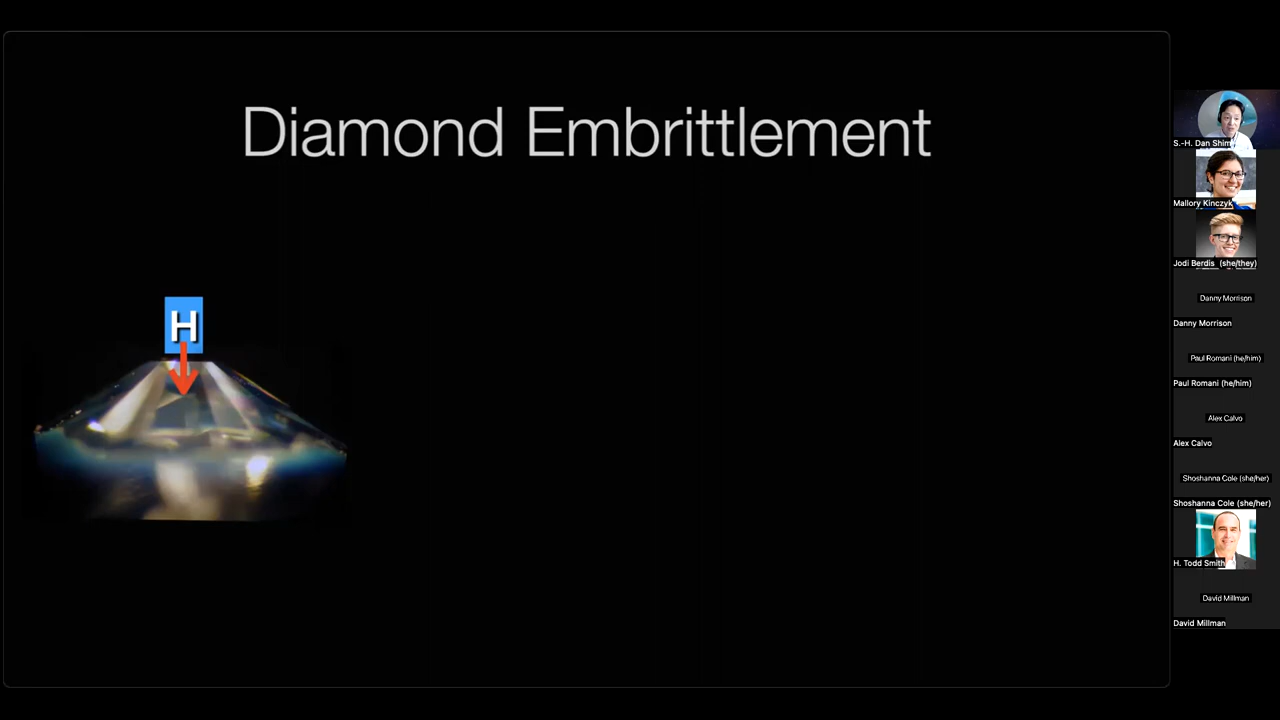 Diamond Embrittlement
H
S.-H. Dan Shim
Mallory Kinczyk
Jodi Berdis (she/they)
Danny Morrison
Danny Morrison
Paul Romani (he/him)
Paul Romani (he/him)
Alex Calvo
Alex Calvo
Shoshanna Cole (she/her)
Shoshanna Cole (she/her)
H. Todd Smith
David Millman
David Millman